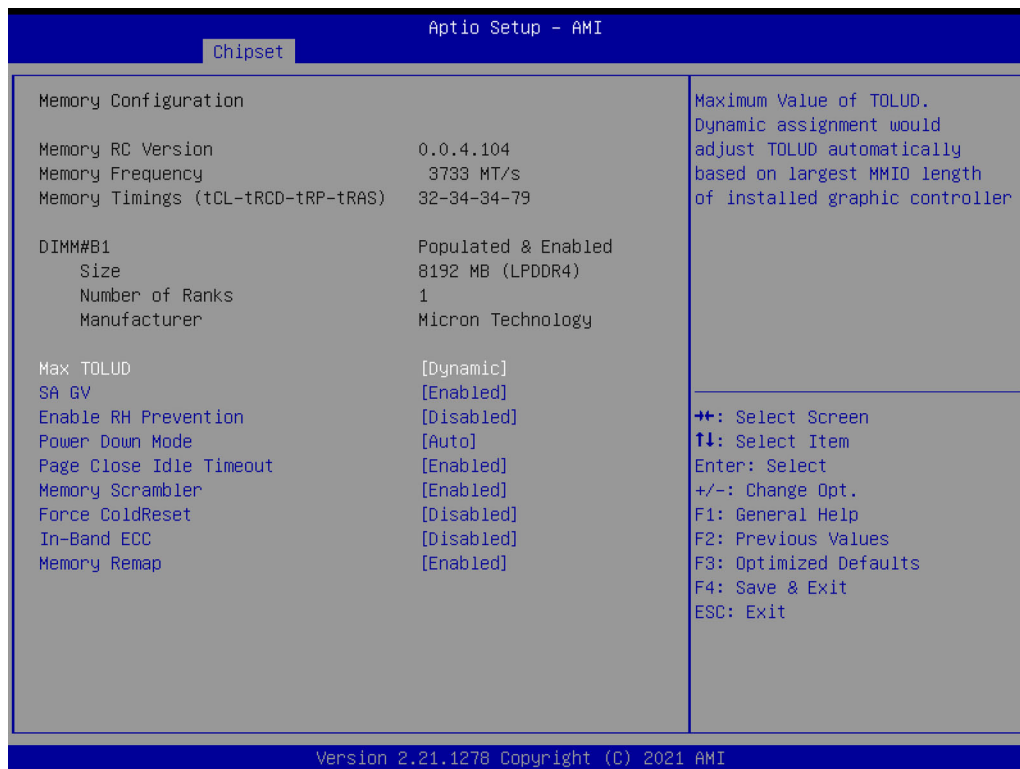 Aptio Setup – AMI
Chipset
Memory Configuration
Memory RC Version 0.0.4.104
Memory Frequency 3733 MT/s
Memory Timings (tCL-tRCD-tRP-tRAS) 32-34-34-79
DIMM#B1 Populated & Enabled
Size 8192 MB (LPDDR4)
Number of Ranks 1
Manufacturer Micron Technology
Max TOLUD [Dynamic]
SA GV [Enabled]
Enable RH Prevention [Disabled]
Power Down Mode [Auto]
Page Close Idle Timeout [Enabled]
Memory Scrambler [Enabled]
Force ColdReset [Disabled]
In-Band ECC [Disabled]
Memory Remap [Enabled]
Maximum Value of TOLUD.
Dynamic assignment would
adjust TOLUD automatically
based on largest MMIO length
of installed graphic controller
→←: Select Screen
↑↓: Select Item
Enter: Select
+/-: Change Opt.
F1: General Help
F2: Previous Values
F3: Optimized Defaults
F4: Save & Exit
ESC: Exit
Version 2.21.1278 Copyright (C) 2021 AMI